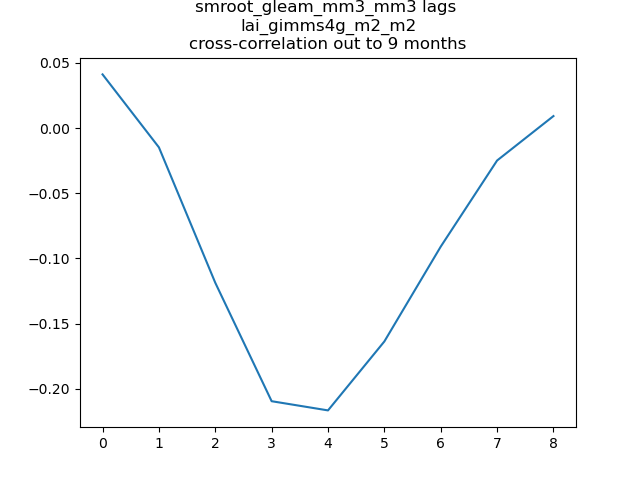 smroot_gleam_mm3_mm3 lags
lai_gimms4g_m2_m2
cross-correlation out to 9 months
0.05
0.00
−0.05
−0.10
−0.15
−0.20
0 1 2 3 4 5 6 7 8